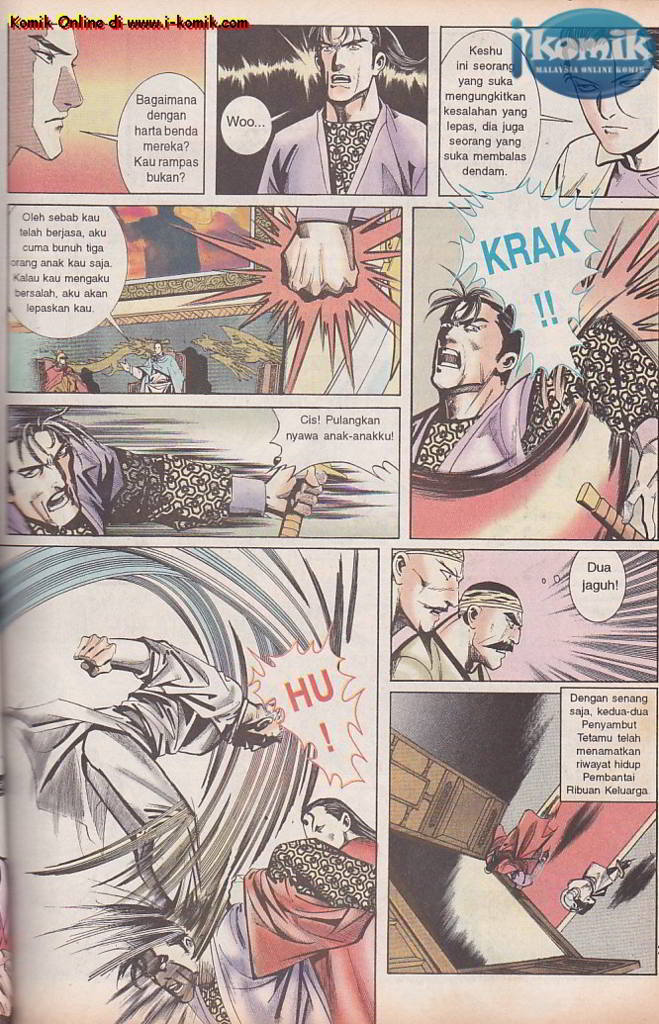 Komik Online di www.i-komik.com
ikomik
MALAYSIA ONLINE KOMIK
Bagaimana
dengan
harta benda
mereka?
Kau rampas
bukan?
Woo...
Keshu
ini seorang
yang suka
mengungkitkan
kesalahan yang
lepas, dia juga
seorang yang
suka membalas
dendam.
Oleh sebab kau
telah berjasa, aku
cuma bunuh tiga
orang anak kau saja.
Kalau kau mengaku
bersalah, aku akan
lepaskan kau.
KRAK
!!
Cis! Pulangkan
nyawa anak-anakku!
HU
!
Dua
jaguh!
Dengan senang
saja, kedua-dua
Penyambut
Tetamu telah
menamatkan
riwayat hidup
Pembantai
Ribuan Keluarga.